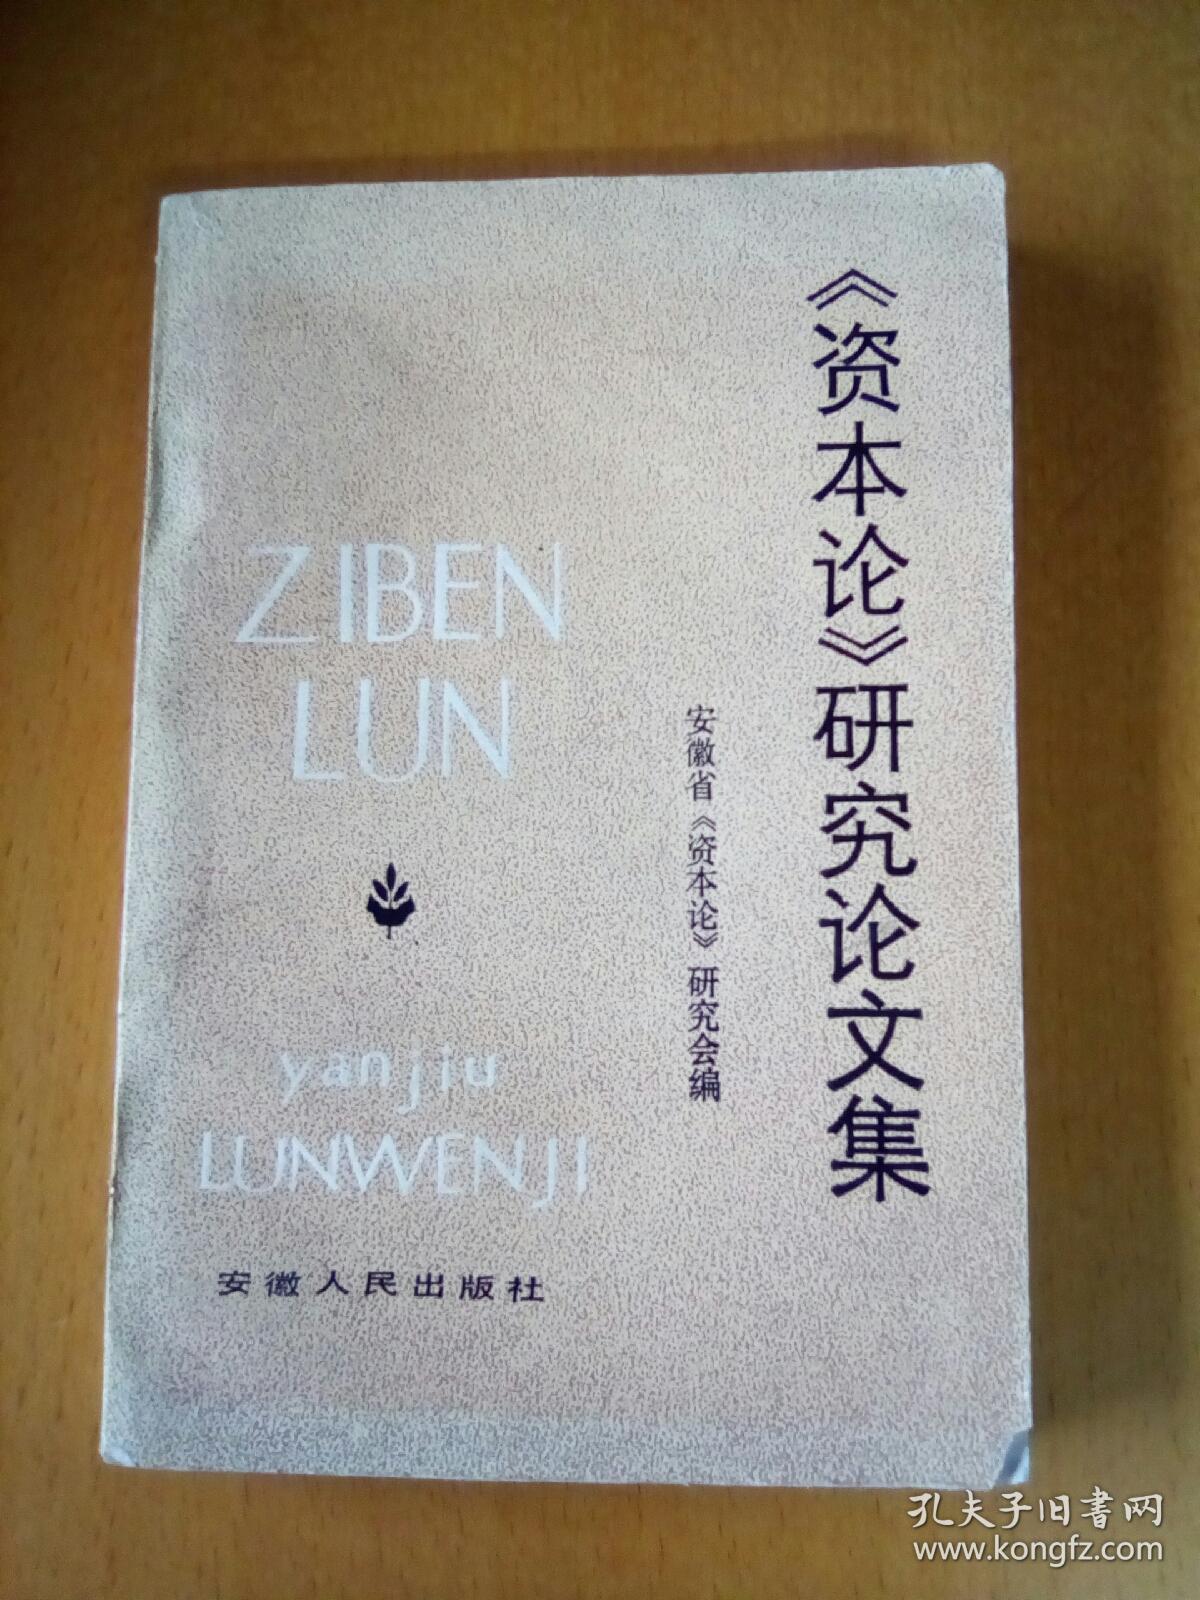 《资本论》研究论文集
安徽省《资本论》研究会编
ZIBEN
LUN
yanjiu
LUNWENJI
安徽人民出版社
孔夫子旧书网
www.kongfz.com